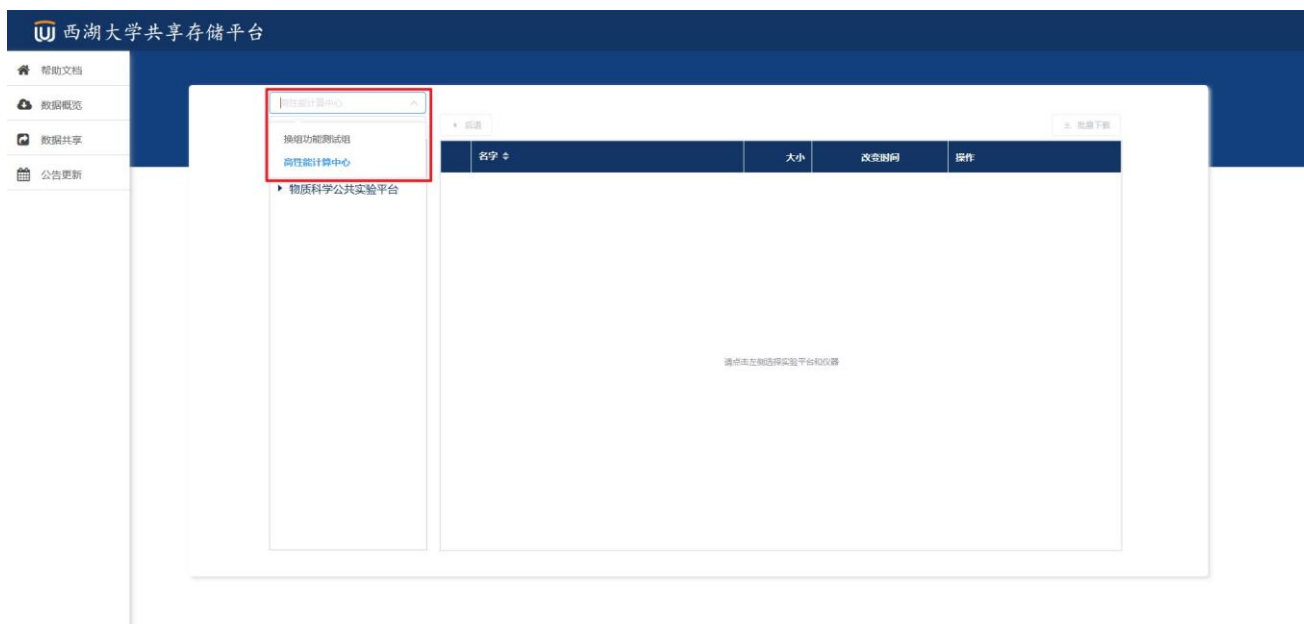 西湖大学共享存储平台
帮助文档
数据概览
数据共享
公告更新
高性能计算中心
换组功能测试组
高性能计算中心
物质科学公共实验平台
后退
批量下载
名字 大小 改变时间 操作
请点击左侧选择实验平台和仪器